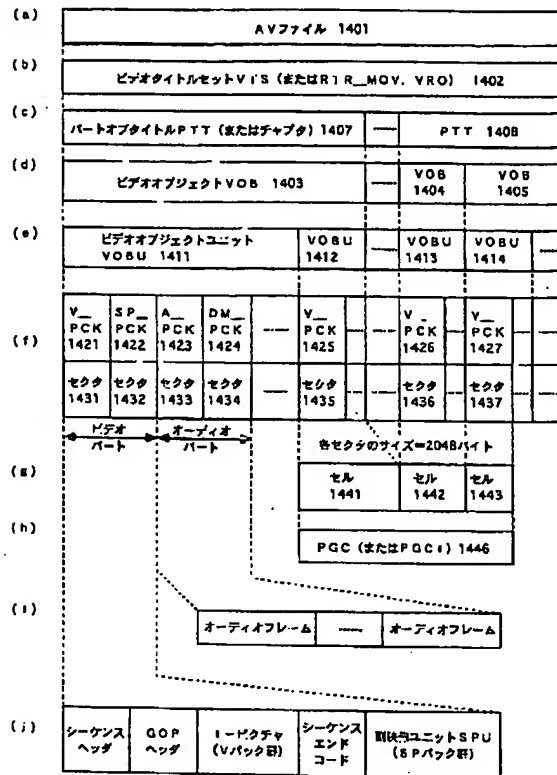 (a)
AVファイル 1401
(b)
ビデオタイトルセットVTS (またはRTR__MOV. VRO) 1402
(c)
パートオブタイトルPTT (またはチャプタ) 1407
PTT 1408
(d)
ビデオオブジェクトVOB 1403
VOB
1404
VOB
1405
(e)
ビデオオブジェクトユニット
VOBU 1411
VOBU
1412
VOBU
1413
VOBU
1414
(f)
V__
PCK
1421
SP__
PCK
1422
A__
PCK
1423
DM__
PCK
1424
V__
PCK
1425
V_
PCK
1426
V__
PCK
1427
セクタ
1431
セクタ
1432
セクタ
1433
セクタ
1434
セクタ
1435
セクタ
1436
セクタ
1437
ビデオ
パート
オーディオ
パート
各セクタのサイズ=2048バイト
(g)
セル
1441
セル
1442
セル
1443
(h)
PGC (またはPGCI) 1446
(i)
オーディオフレーム
オーディオフレーム
(j)
シーケンス
ヘッダ
GOP
ヘッダ
I-ピクチャ
(Vパック群)
シーケンス
エンド
コード
副映像ユニットSPU
(SPパック群)